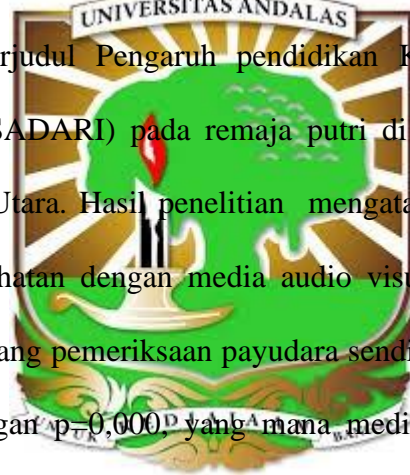 UNIVERSITAS ANDALAS
rjudul Pengaruh pendidikan K
SADARI) pada remaja putri di
Utara. Hasil penelitian mengata
hatan dengan media audio visu
ang pemeriksaan payudara sendi
gan p=0,000, yang mana medi